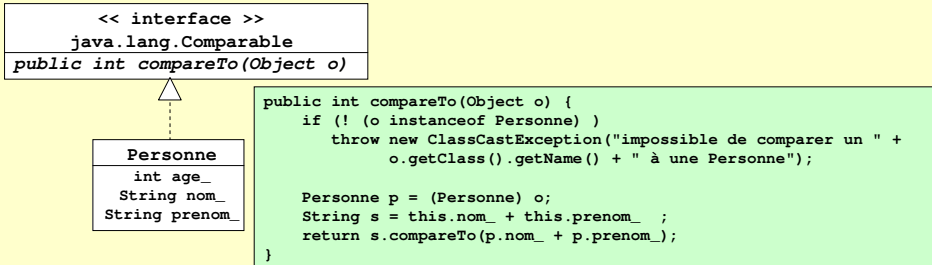 << interface >>
java.lang.Comparable
public int compareTo(Object o)
Personne
int age_
String nom_
String prenom_
public int compareTo(Object o) {
if (! (o instanceof Personne) )
throw new ClassCastException("impossible de comparer un " +
o.getClass().getName() + " à une Personne");
Personne p = (Personne) o;
String s = this.nom_ + this.prenom_ ;
return s.compareTo(p.nom_ + p.prenom_);
}